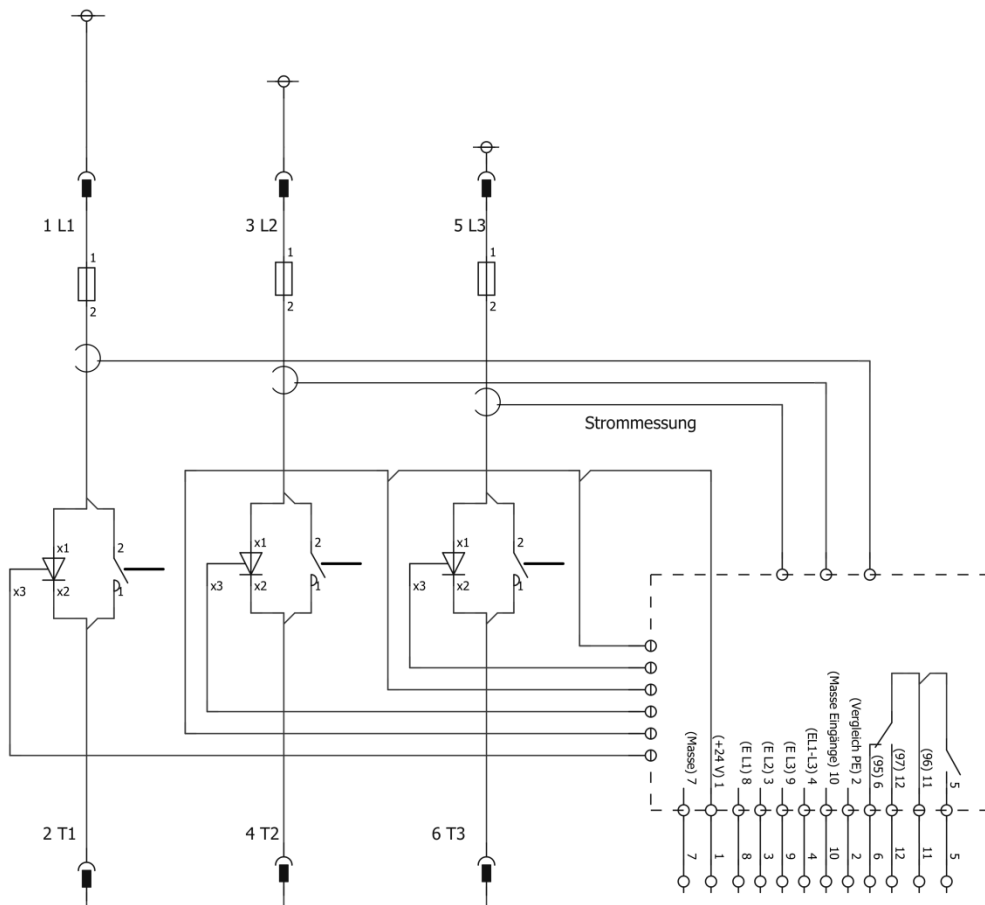 1 L1
3 L2
5 L3
1
1
1
2
2
2
Strommessung
x1
2
x1
2
x1
2
x3
x2
1
x3
x2
1
x3
x2
1
(Masse) 7
(+24 V) 1
(E L1) 8
(E L2) 3
(E L3) 9
(EL1-L3) 4
(Masse Eingänge) 10
(Vergleich PE) 2
(95) 6
(97) 12
(96) 11
5
2 T1
4 T2
6 T3
7
1
8
3
9
4
10
2
6
12
11
5